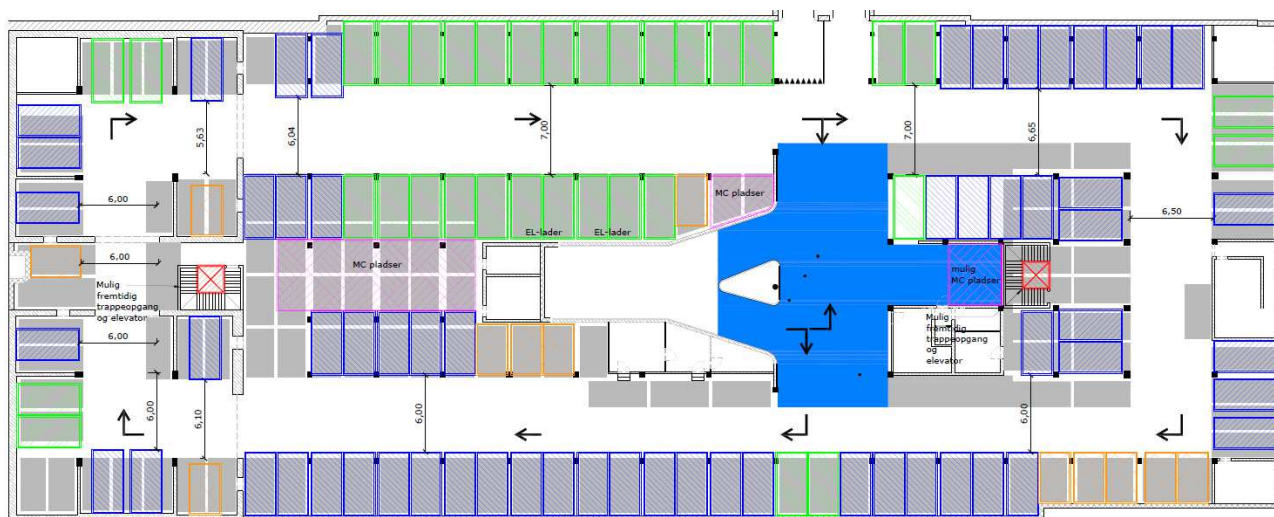 5,63
6,04
7,00
7,00
6,65
6,00
MC pladser
6,50
EL-lader
EL-lader
6,00
MC pladser
mulig
MC pladser
Mulig
fremtidig
trappeopgang
og elevator
Mulig
fremtidig
trappeopgang
og
elevator
6,00
6,00
6,10
6,00
6,00